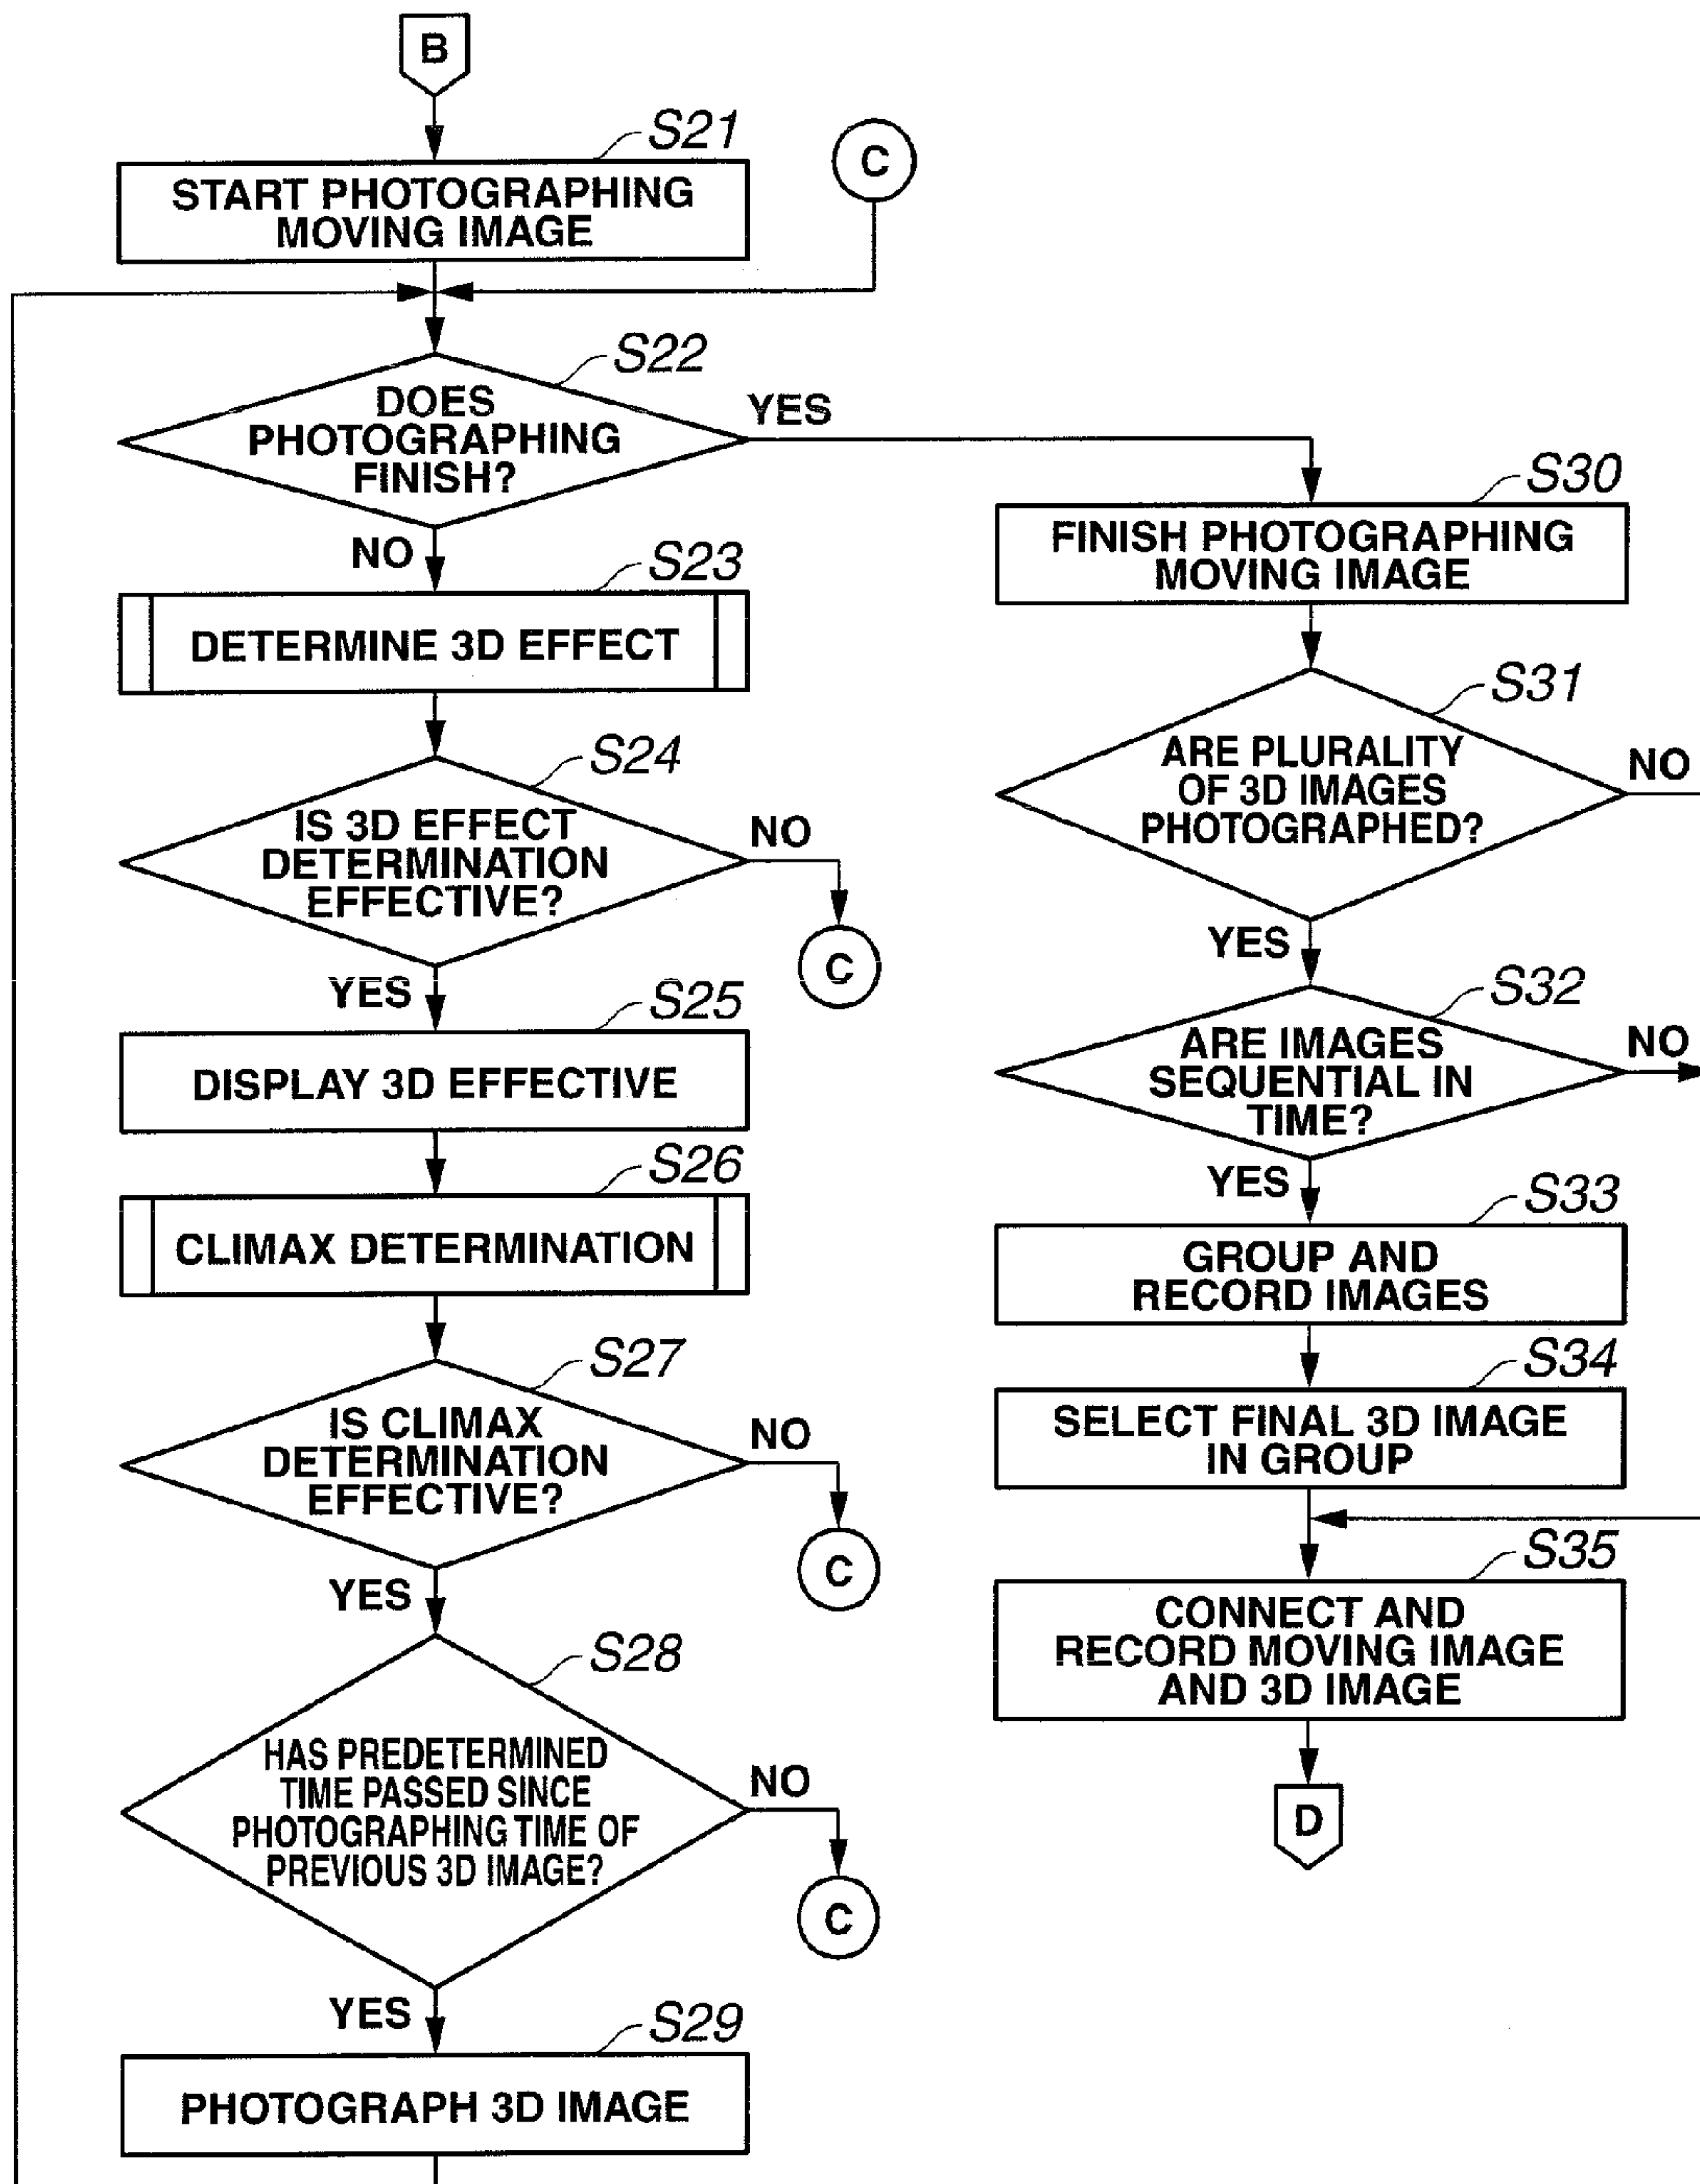 B
S21
START PHOTOGRAPHING
MOVING IMAGE
C
S22
DOES
PHOTOGRAPHING
FINISH?
YES
NO
S23
DETERMINE 3D EFFECT
S24
IS 3D EFFECT
DETERMINATION
EFFECTIVE?
NO
C
YES
S25
DISPLAY 3D EFFECTIVE
S26
CLIMAX DETERMINATION
S27
IS CLIMAX
DETERMINATION
EFFECTIVE?
NO
C
YES
S28
HAS PREDETERMINED
TIME PASSED SINCE
PHOTOGRAPHING TIME OF
PREVIOUS 3D IMAGE?
NO
C
YES
S29
PHOTOGRAPH 3D IMAGE
S30
FINISH PHOTOGRAPHING
MOVING IMAGE
S31
ARE PLURALITY
OF 3D IMAGES
PHOTOGRAPHED?
NO
YES
S32
ARE IMAGES
SEQUENTIAL IN
TIME?
NO
YES
S33
GROUP AND
RECORD IMAGES
S34
SELECT FINAL 3D IMAGE
IN GROUP
S35
CONNECT AND
RECORD MOVING IMAGE
AND 3D IMAGE
D